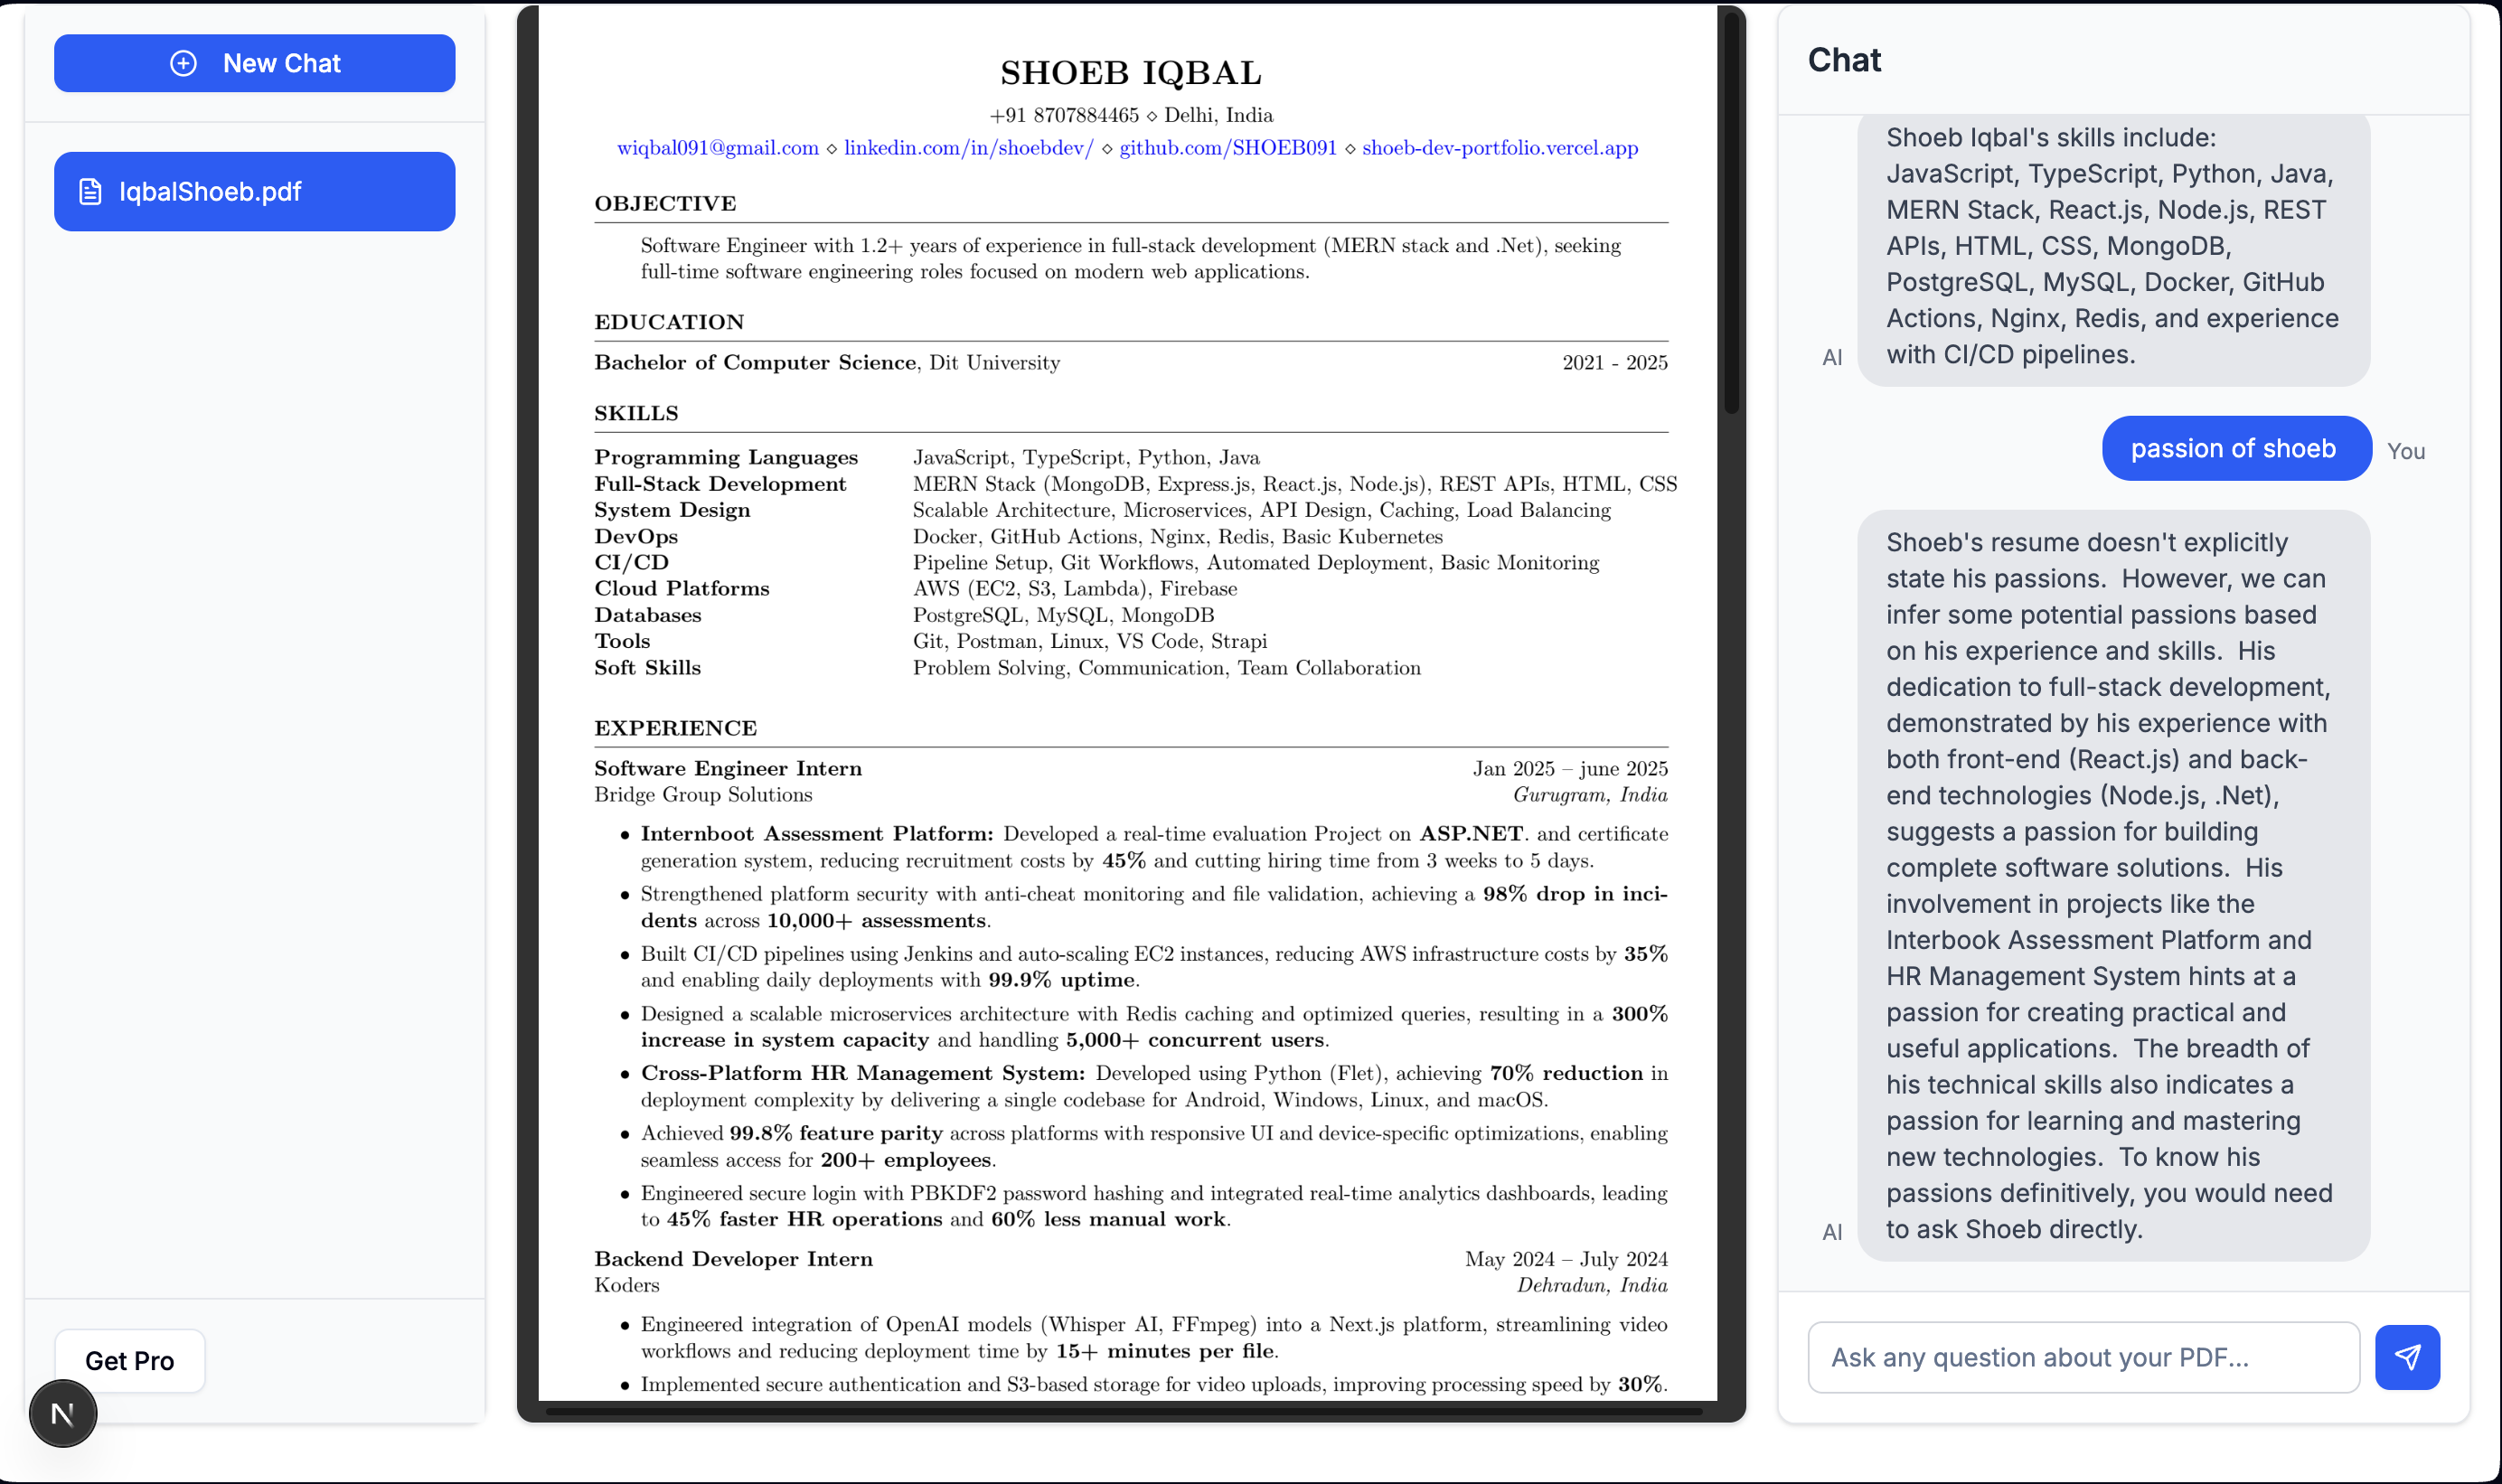 New Chat
IqbalShoeb.pdf
Get Pro
N
SHOEB IQBAL
+91 8707884465 ⋄ Delhi, India
wiqbal091@gmail.com ⋄ linkedin.com/in/shoebdev/ ⋄ github.com/SHOEB091 ⋄ shoeb-dev-portfolio.vercel.app
OBJECTIVE
Software Engineer with 1.2+ years of experience in full-stack development (MERN stack and .Net), seeking
full-time software engineering roles focused on modern web applications.
EDUCATION
Bachelor of Computer Science, Dit University 2021 - 2025
SKILLS
Programming Languages JavaScript, TypeScript, Python, Java
Full-Stack Development MERN Stack (MongoDB, Express.js, React.js, Node.js), REST APIs, HTML, CSS
System Design Scalable Architecture, Microservices, API Design, Caching, Load Balancing
DevOps Docker, GitHub Actions, Nginx, Redis, Basic Kubernetes
CI/CD Pipeline Setup, Git Workflows, Automated Deployment, Basic Monitoring
Cloud Platforms AWS (EC2, S3, Lambda), Firebase
Databases PostgreSQL, MySQL, MongoDB
Tools Git, Postman, Linux, VS Code, Strapi
Soft Skills Problem Solving, Communication, Team Collaboration
EXPERIENCE
Software Engineer Intern Jan 2025 – june 2025
Bridge Group Solutions Gurugram, India
• Internboot Assessment Platform: Developed a real-time evaluation Project on ASP.NET. and certificate
generation system, reducing recruitment costs by 45% and cutting hiring time from 3 weeks to 5 days.
• Strengthened platform security with anti-cheat monitoring and file validation, achieving a 98% drop in inci-
dents across 10,000+ assessments.
• Built CI/CD pipelines using Jenkins and auto-scaling EC2 instances, reducing AWS infrastructure costs by 35%
and enabling daily deployments with 99.9% uptime.
• Designed a scalable microservices architecture with Redis caching and optimized queries, resulting in a 300%
increase in system capacity and handling 5,000+ concurrent users.
• Cross-Platform HR Management System: Developed using Python (Flet), achieving 70% reduction in
deployment complexity by delivering a single codebase for Android, Windows, Linux, and macOS.
• Achieved 99.8% feature parity across platforms with responsive UI and device-specific optimizations, enabling
seamless access for 200+ employees.
• Engineered secure login with PBKDF2 password hashing and integrated real-time analytics dashboards, leading
to 45% faster HR operations and 60% less manual work.
Backend Developer Intern May 2024 – July 2024
Koders Dehradun, India
• Engineered integration of OpenAI models (Whisper AI, FFmpeg) into a Next.js platform, streamlining video
workflows and reducing deployment time by 15+ minutes per file.
• Implemented secure authentication and S3-based storage for video uploads, improving processing speed by 30%.
Chat
Shoeb Iqbal's skills include:
JavaScript, TypeScript, Python, Java,
MERN Stack, React.js, Node.js, REST
APIs, HTML, CSS, MongoDB,
PostgreSQL, MySQL, Docker, GitHub
Actions, Nginx, Redis, and experience
AI with CI/CD pipelines.
passion of shoeb You
Shoeb's resume doesn't explicitly
state his passions. However, we can
infer some potential passions based
on his experience and skills. His
dedication to full-stack development,
demonstrated by his experience with
both front-end (React.js) and back-
end technologies (Node.js, .Net),
suggests a passion for building
complete software solutions. His
involvement in projects like the
Interbook Assessment Platform and
HR Management System hints at a
passion for creating practical and
useful applications. The breadth of
his technical skills also indicates a
passion for learning and mastering
new technologies. To know his
passions definitively, you would need
AI to ask Shoeb directly.
Ask any question about your PDF...